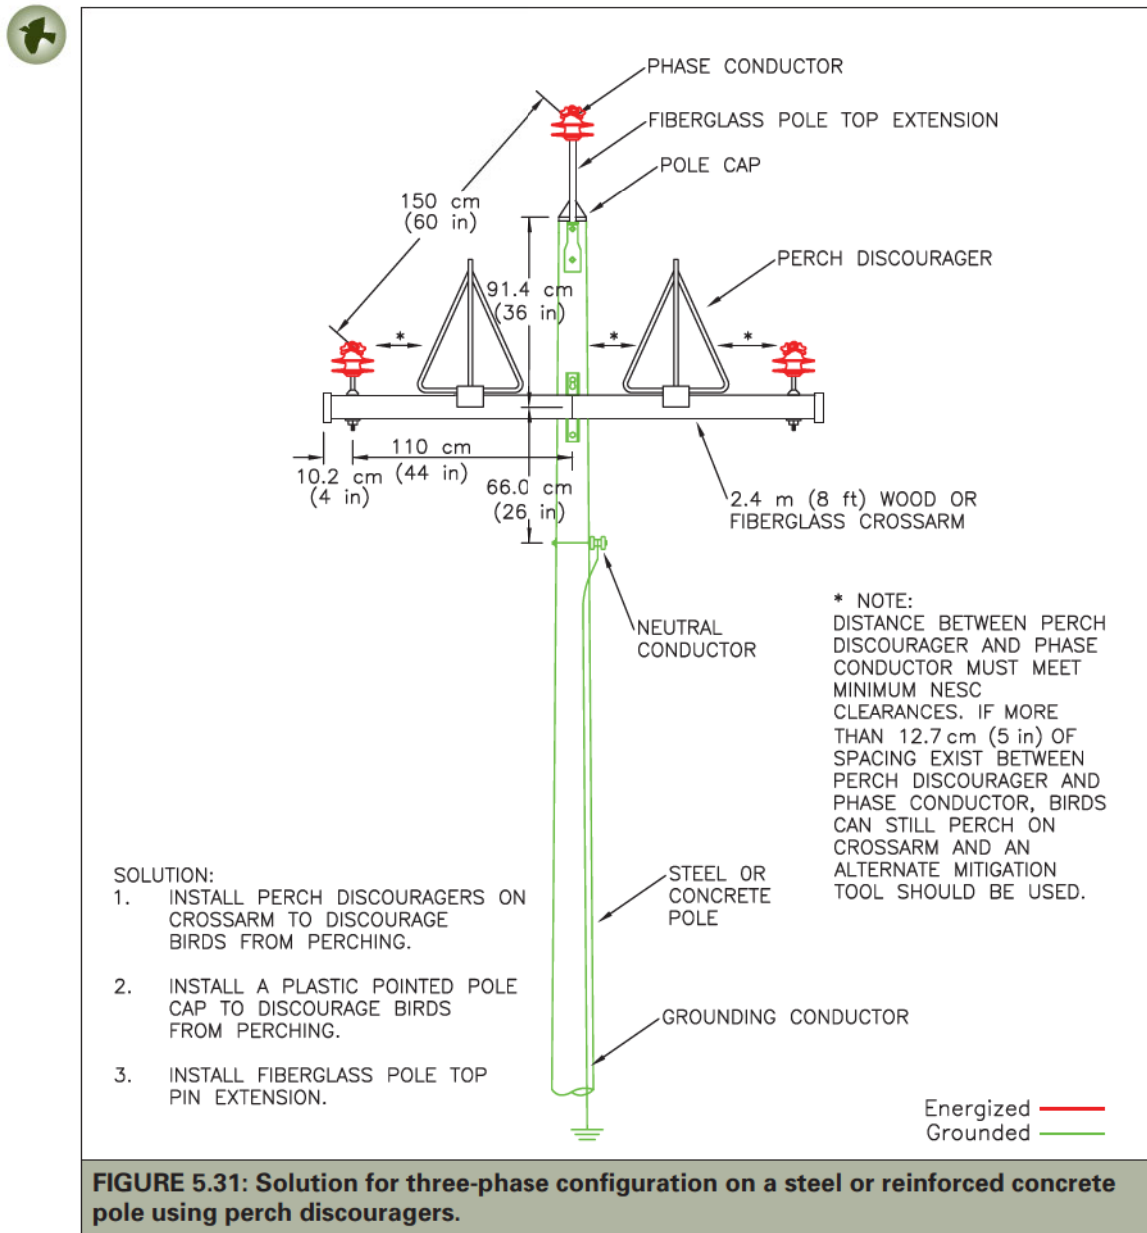 PHASE CONDUCTOR
FIBERGLASS POLE TOP EXTENSION
POLE CAP
150 cm
(60 in)
PERCH DISCOURAGER
91.4 cm
(36 in)
*
*
*
110 cm
(44 in)
10.2 cm
(4 in)
66.0 cm
(26 in)
2.4 m (8 ft) WOOD OR
FIBERGLASS CROSSARM
NEUTRAL
CONDUCTOR
* NOTE:
DISTANCE BETWEEN PERCH
DISCOURAGER AND PHASE
CONDUCTOR MUST MEET
MINIMUM NESC
CLEARANCES. IF MORE
THAN 12.7 cm (5 in) OF
SPACING EXIST BETWEEN
PERCH DISCOURAGER AND
PHASE CONDUCTOR, BIRDS
CAN STILL PERCH ON
CROSSARM AND AN
ALTERNATE MITIGATION
TOOL SHOULD BE USED.
STEEL OR
CONCRETE
POLE
SOLUTION:
1. INSTALL PERCH DISCOURAGERS ON
CROSSARM TO DISCOURAGE
BIRDS FROM PERCHING.
2. INSTALL A PLASTIC POINTED POLE
CAP TO DISCOURAGE BIRDS
FROM PERCHING.
3. INSTALL FIBERGLASS POLE TOP
PIN EXTENSION.
GROUNDING CONDUCTOR
Energized
Grounded
FIGURE 5.31: Solution for three-phase configuration on a steel or reinforced concrete
pole using perch discouragers.